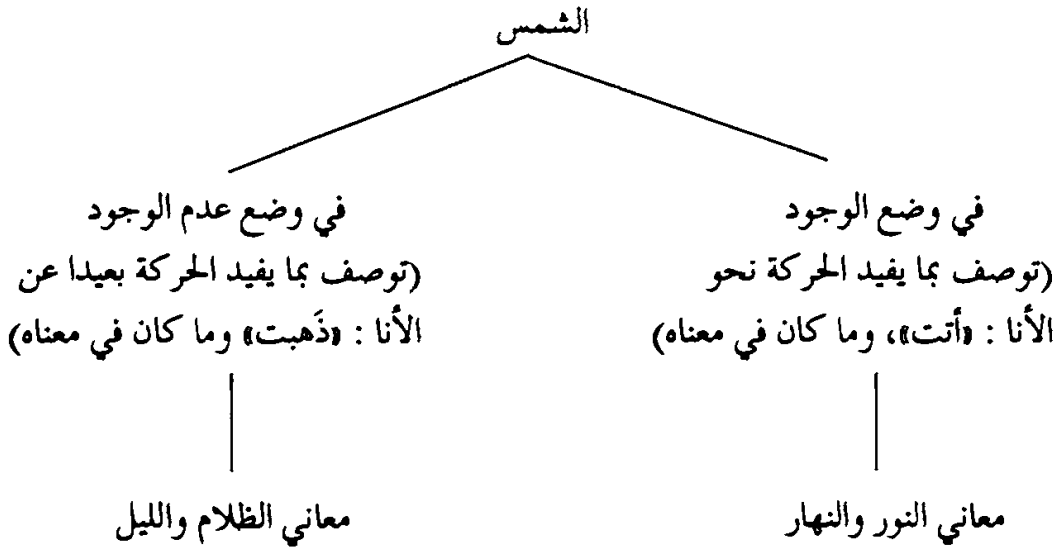 الشمس
في وضع الوجود
(توصف بما يفيد الحركة نحو
الأنا : «أتت»، وما كان في معناه)
معاني النور والنهار
في وضع عدم الوجود
(توصف بما يفيد الحركة بعيدا عن
الأنا : «ذَهبت» وما كان في معناه)
معاني الظلام والليل